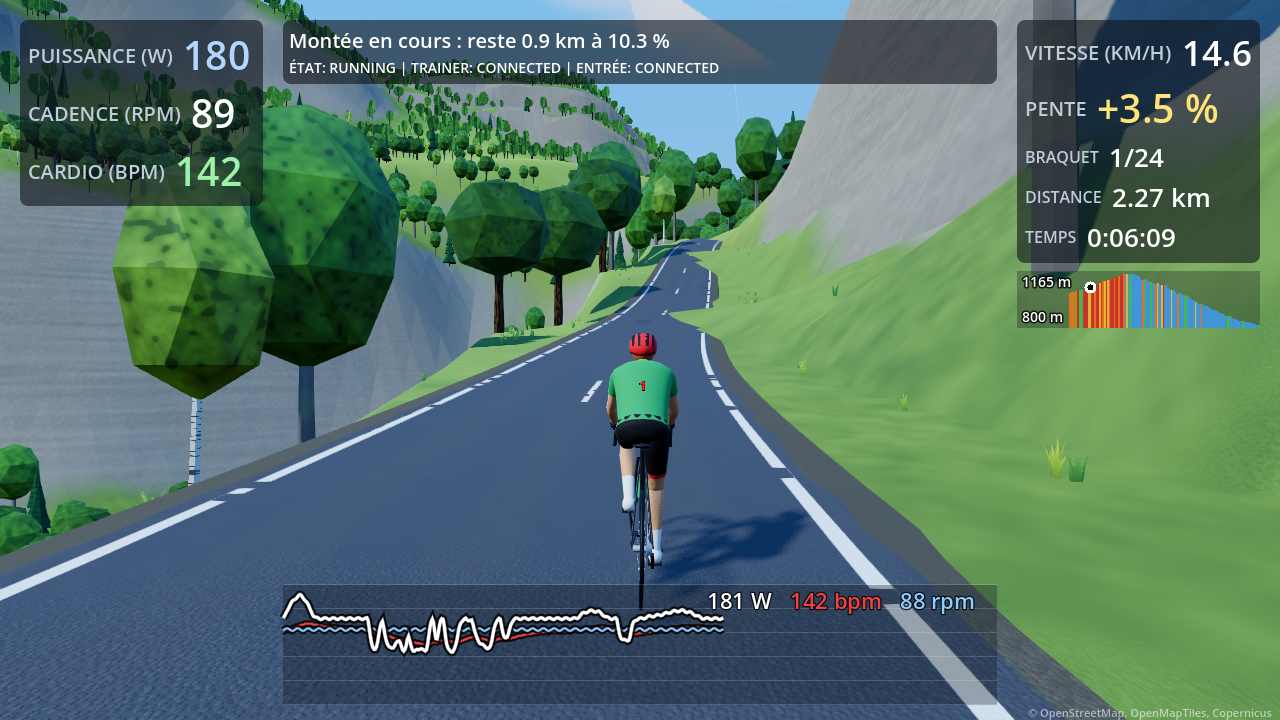 PUISSANCE (W) 180
CADENCE (RPM) 89
CARDIO (BPM) 142
Montée en cours : reste 0.9 km à 10.3 %
ÉTAT: RUNNING | TRAINER: CONNECTED | ENTRÉE: CONNECTED
VITESSE (KM/H) 14.6
PENTE +3.5 %
BRAQUET 1/24
DISTANCE 2.27 km
TEMPS 0:06:09
1165 m
800 m
1
181 W 142 bpm 88 rpm
© OpenStreetMap, OpenMapTiles, Copernicus